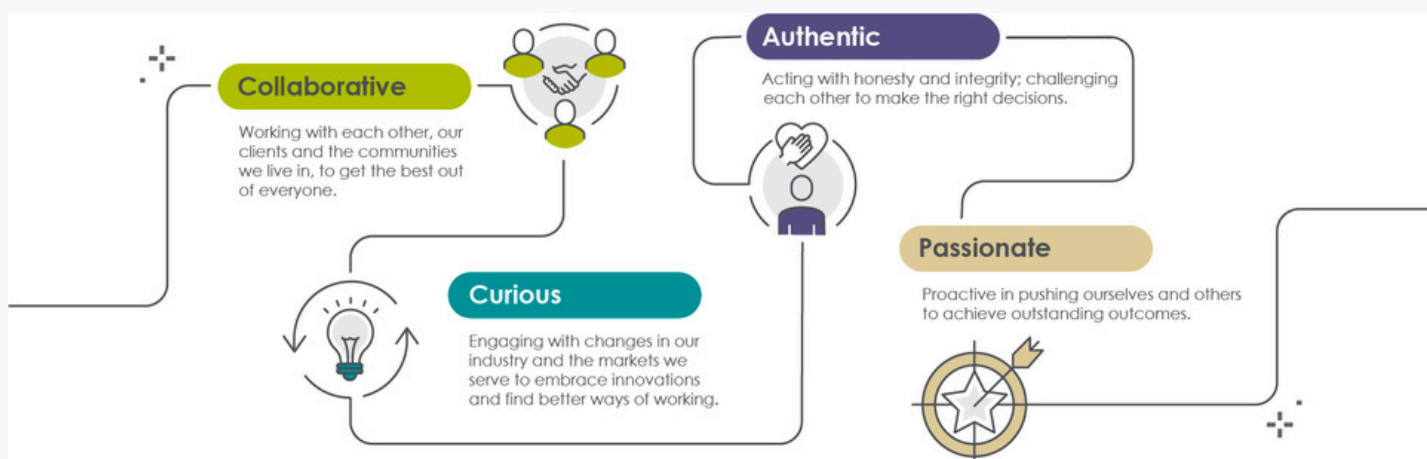 Collaborative
Working with each other, our
clients and the communities
we live in, to get the best out
of everyone.
Curious
Engaging with changes in our
industry and the markets we
serve to embrace innovations
and find better ways of working.
Authentic
Acting with honesty and integrity; challenging
each other to make the right decisions.
Passionate
Proactive in pushing ourselves and others
to achieve outstanding outcomes.